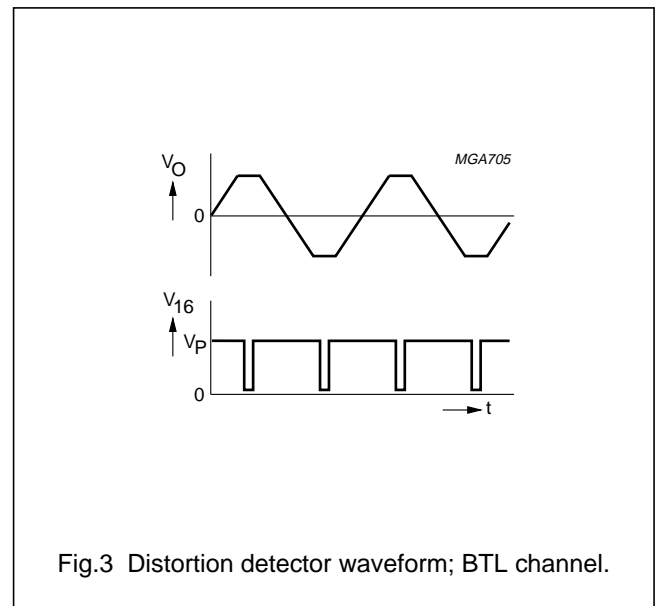 MGA705
VO
0
V16
VP
0
t
Fig.3 Distortion detector waveform; BTL channel.